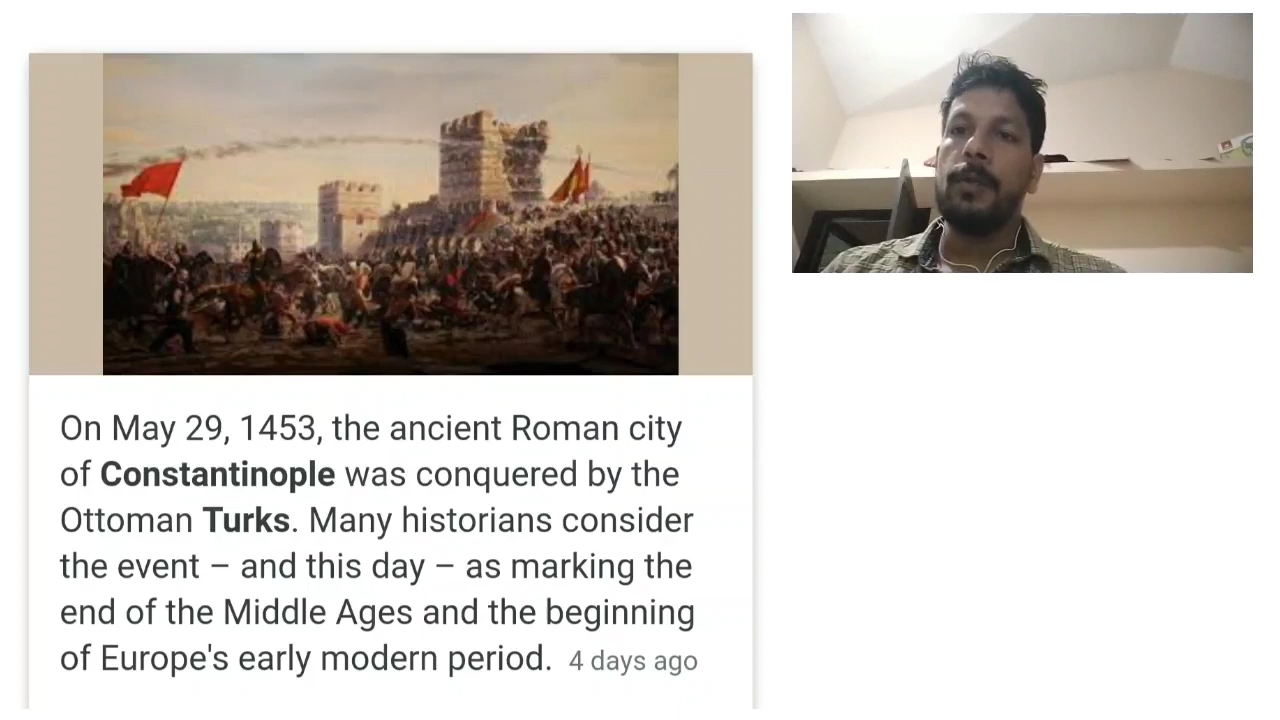 On May 29, 1453, the ancient Roman city
of Constantinople was conquered by the
Ottoman Turks. Many historians consider
the event – and this day – as marking the
end of the Middle Ages and the beginning
of Europe's early modern period. 4 days ago